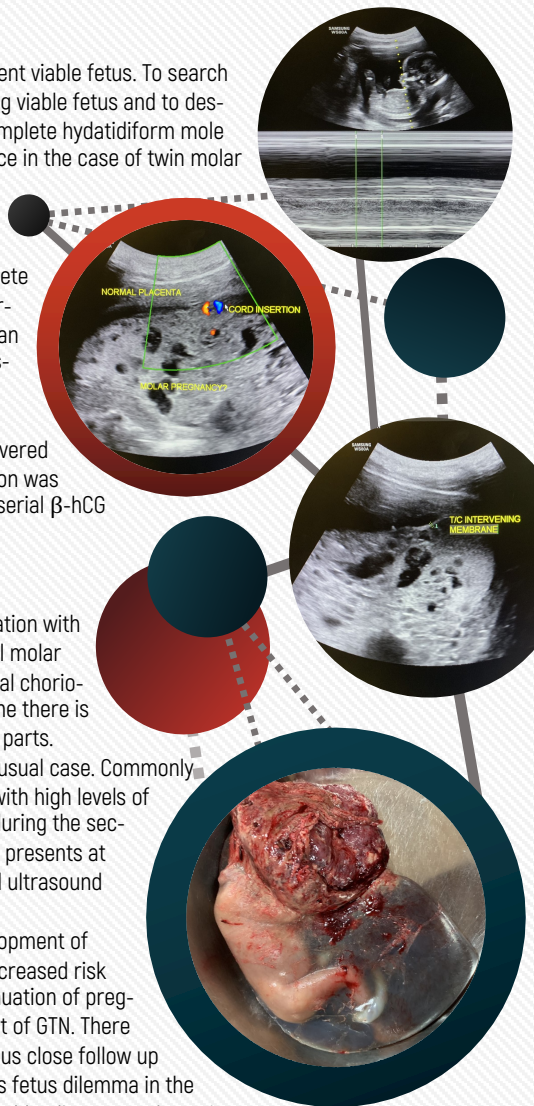 SAMSUNG
WS80A
ent viable fetus. To search
g viable fetus and to des-
mplete hydatidiform mole
ce in the case of twin molar
ete
r-
an
s-
NORMAL PLACENTA
CORD INSERTION
MOLAR PREGNANCY?
vered
on was
serial β-hCG
SAMSUNG
WS80A
T/C INTERVENING
MEMBRANE
ation with
l molar
al chorio-
ne there is
parts.
usual case. Commonly
with high levels of
during the sec-
presents at
l ultrasound
opment of
creased risk
nuation of preg-
t of GTN. There
us close follow up
s fetus dilemma in the